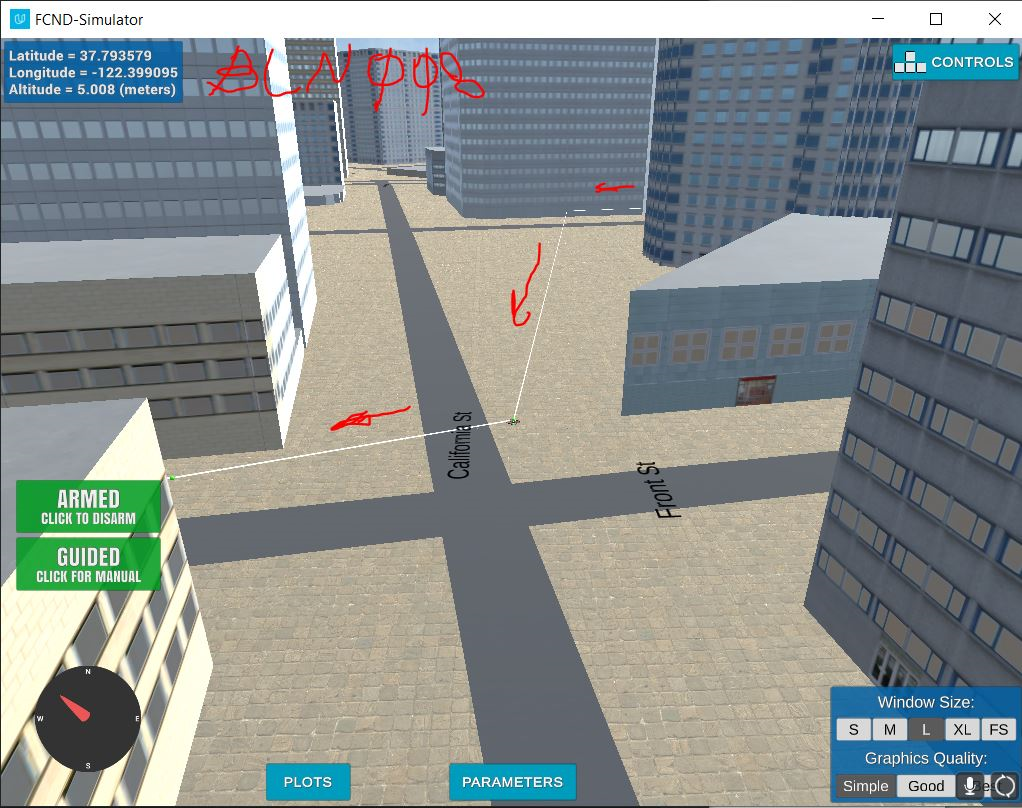 FCND-Simulator
Latitude = 37.793579
Longitude = -122.399095
Altitude = 5.008 (meters)
CONTROLS
California St
Front St
ARMED
CLICK TO DISARM
GUIDED
CLICK FOR MANUAL
N
W
E
S
PLOTS
PARAMETERS
Window Size:
S M L XL FS
Graphics Quality:
Simple Good Best